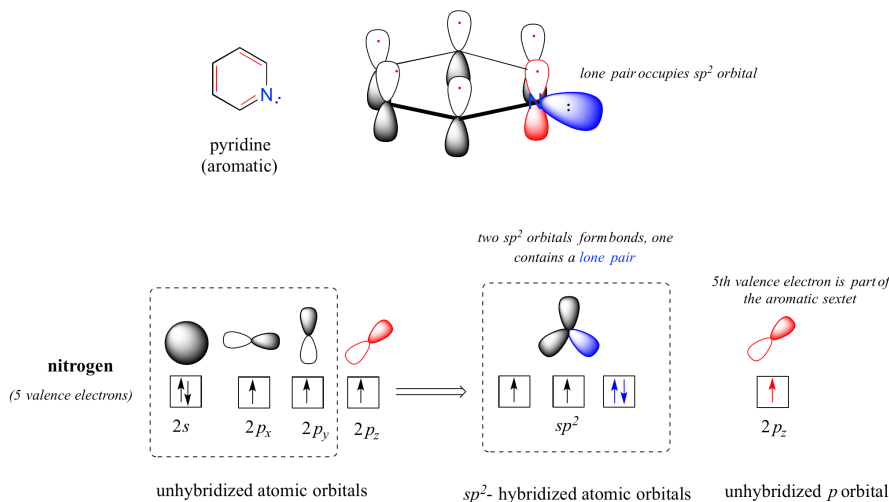 N:
pyridine
(aromatic)
N
:
lone pair occupies sp² orbital
two sp² orbitals form bonds, one
contains a lone pair
5th valence electron is part of
the aromatic sextet
nitrogen
(5 valence electrons)
2s
2px
2py
2pz
sp²
2pz
unhybridized atomic orbitals
sp²- hybridized atomic orbitals
unhybridized p orbital